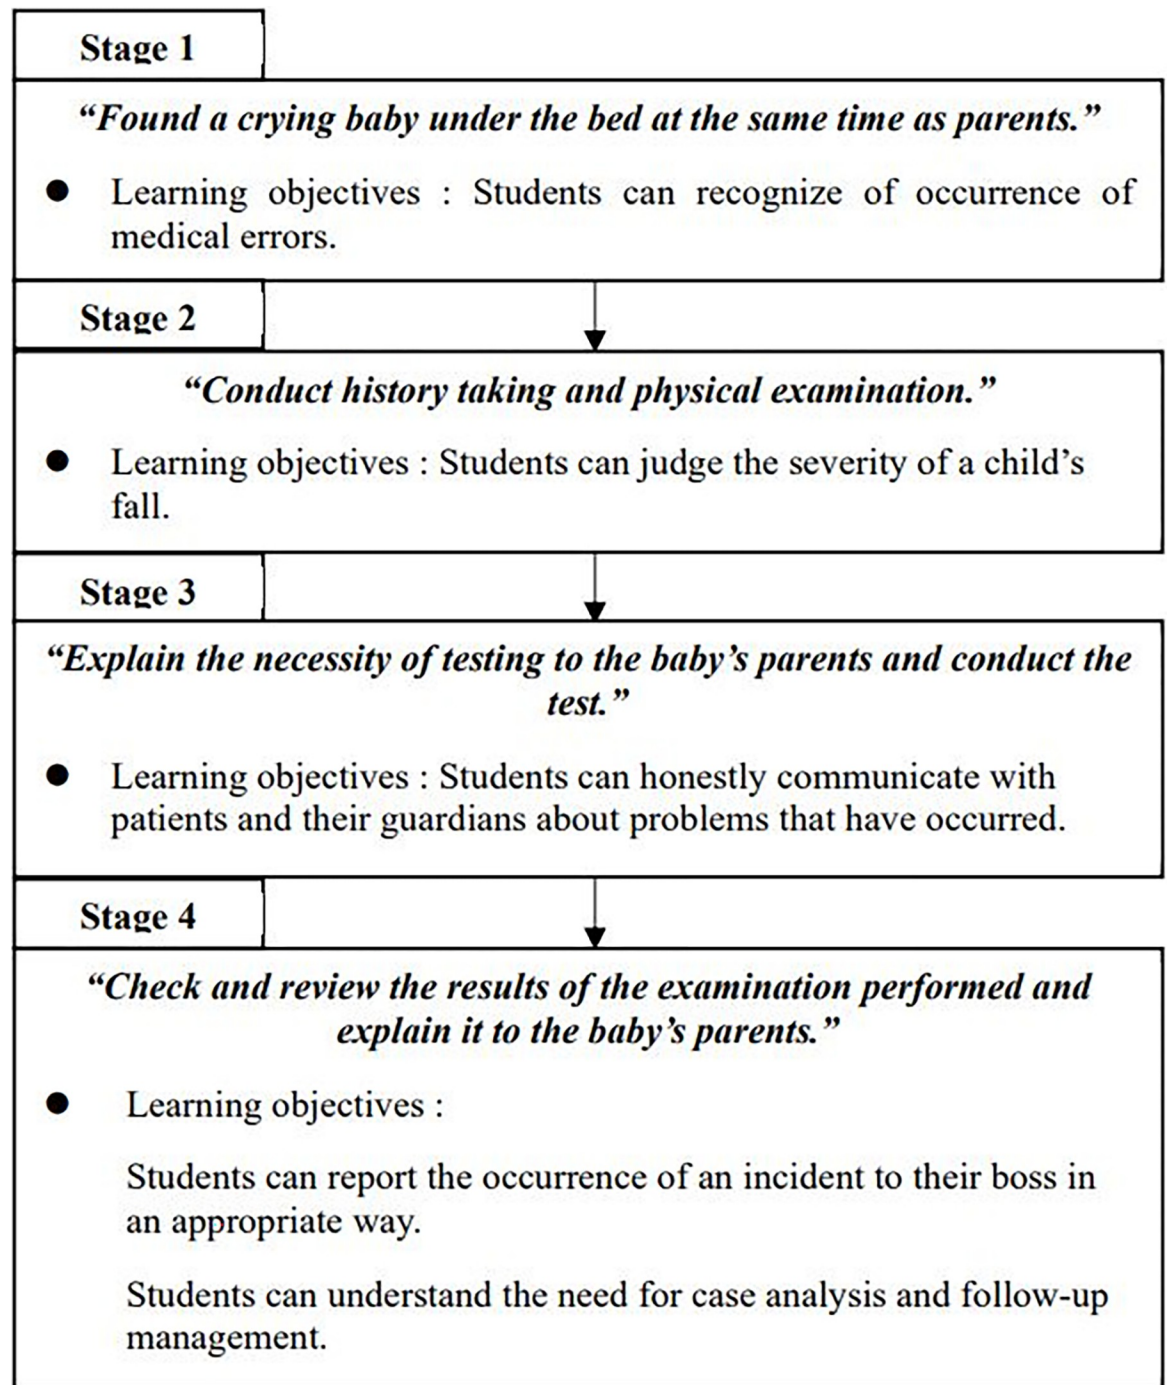 Stage 1
“Found a crying baby under the bed at the same time as parents.”
● Learning objectives : Students can recognize of occurrence of
medical errors.
Stage 2
“Conduct history taking and physical examination.”
● Learning objectives : Students can judge the severity of a child’s
fall.
Stage 3
“Explain the necessity of testing to the baby’s parents and conduct the
test.”
● Learning objectives : Students can honestly communicate with
patients and their guardians about problems that have occurred.
Stage 4
“Check and review the results of the examination performed and
explain it to the baby’s parents.”
● Learning objectives :
Students can report the occurrence of an incident to their boss in
an appropriate way.
Students can understand the need for case analysis and follow-up
management.